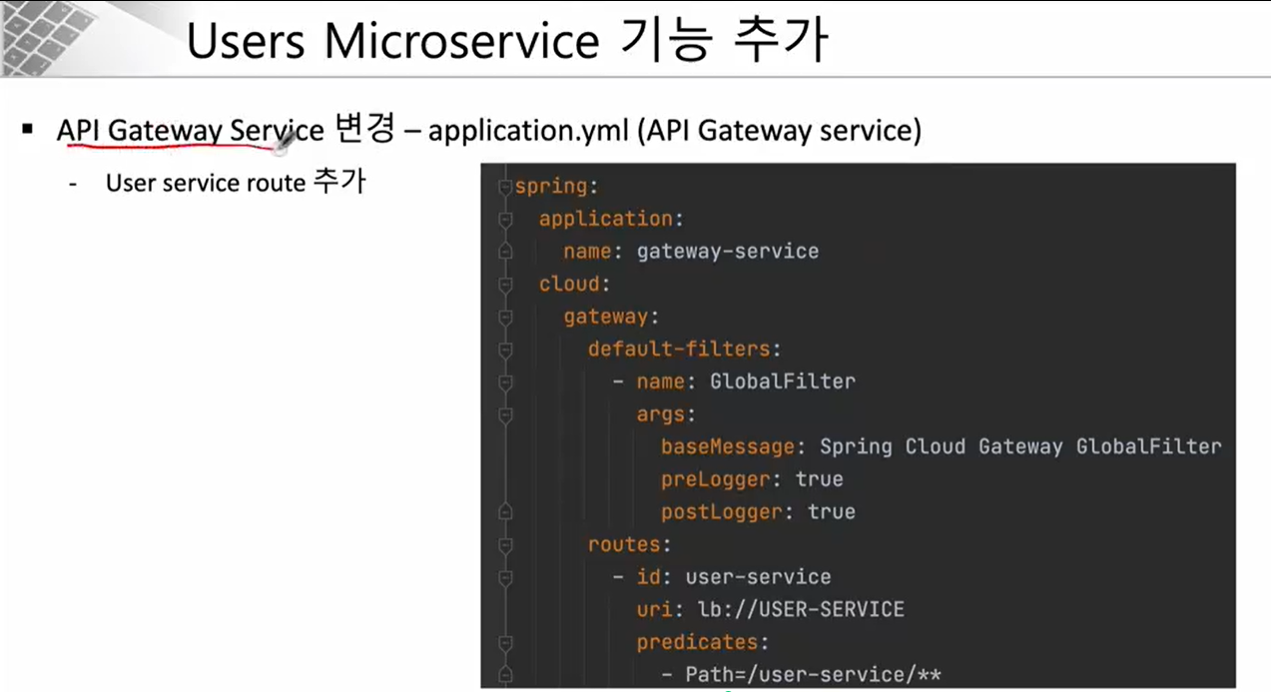 Users Microservice 기능 추가
▪ API Gateway Service 변경 – application.yml (API Gateway service)
- User service route 추가
spring:
application:
name: gateway-service
cloud:
gateway:
default-filters:
- name: GlobalFilter
args:
baseMessage: Spring Cloud Gateway GlobalFilter
preLogger: true
postLogger: true
routes:
- id: user-service
uri: lb://USER-SERVICE
predicates:
- Path=/user-service/**